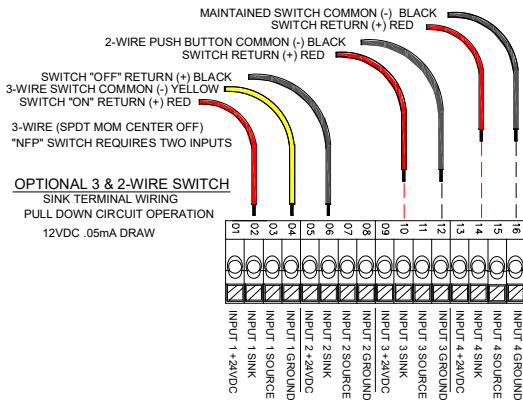 MAINTAINED SWITCH COMMON (-) BLACK
SWITCH RETURN (+) RED
2-WIRE PUSH BUTTON COMMON (-) BLACK
SWITCH RETURN (+) RED
SWITCH "OFF" RETURN (+) BLACK
3-WIRE SWITCH COMMON (-) YELLOW
SWITCH "ON" RETURN (+) RED
3-WIRE (SPDT MOM CENTER OFF)
"NFP" SWITCH REQUIRES TWO INPUTS
OPTIONAL 3 & 2-WIRE SWITCH
SINK TERMINAL WIRING
PULL DOWN CIRCUIT OPERATION
12VDC .05mA DRAW
01
02
03
04
05
06
07
08
09
10
11
12
13
14
15
16
INPUT 1 +24VDC
INPUT 1 SINK
INPUT 1 SOURCE
INPUT 1 GROUND
INPUT 2 +24VDC
INPUT 2 SINK
INPUT 2 SOURCE
INPUT 2 GROUND
INPUT 3 +24VDC
INPUT 3 SINK
INPUT 3 SOURCE
INPUT 3 GROUND
INPUT 4 +24VDC
INPUT 4 SINK
INPUT 4 SOURCE
INPUT 4 GROUND